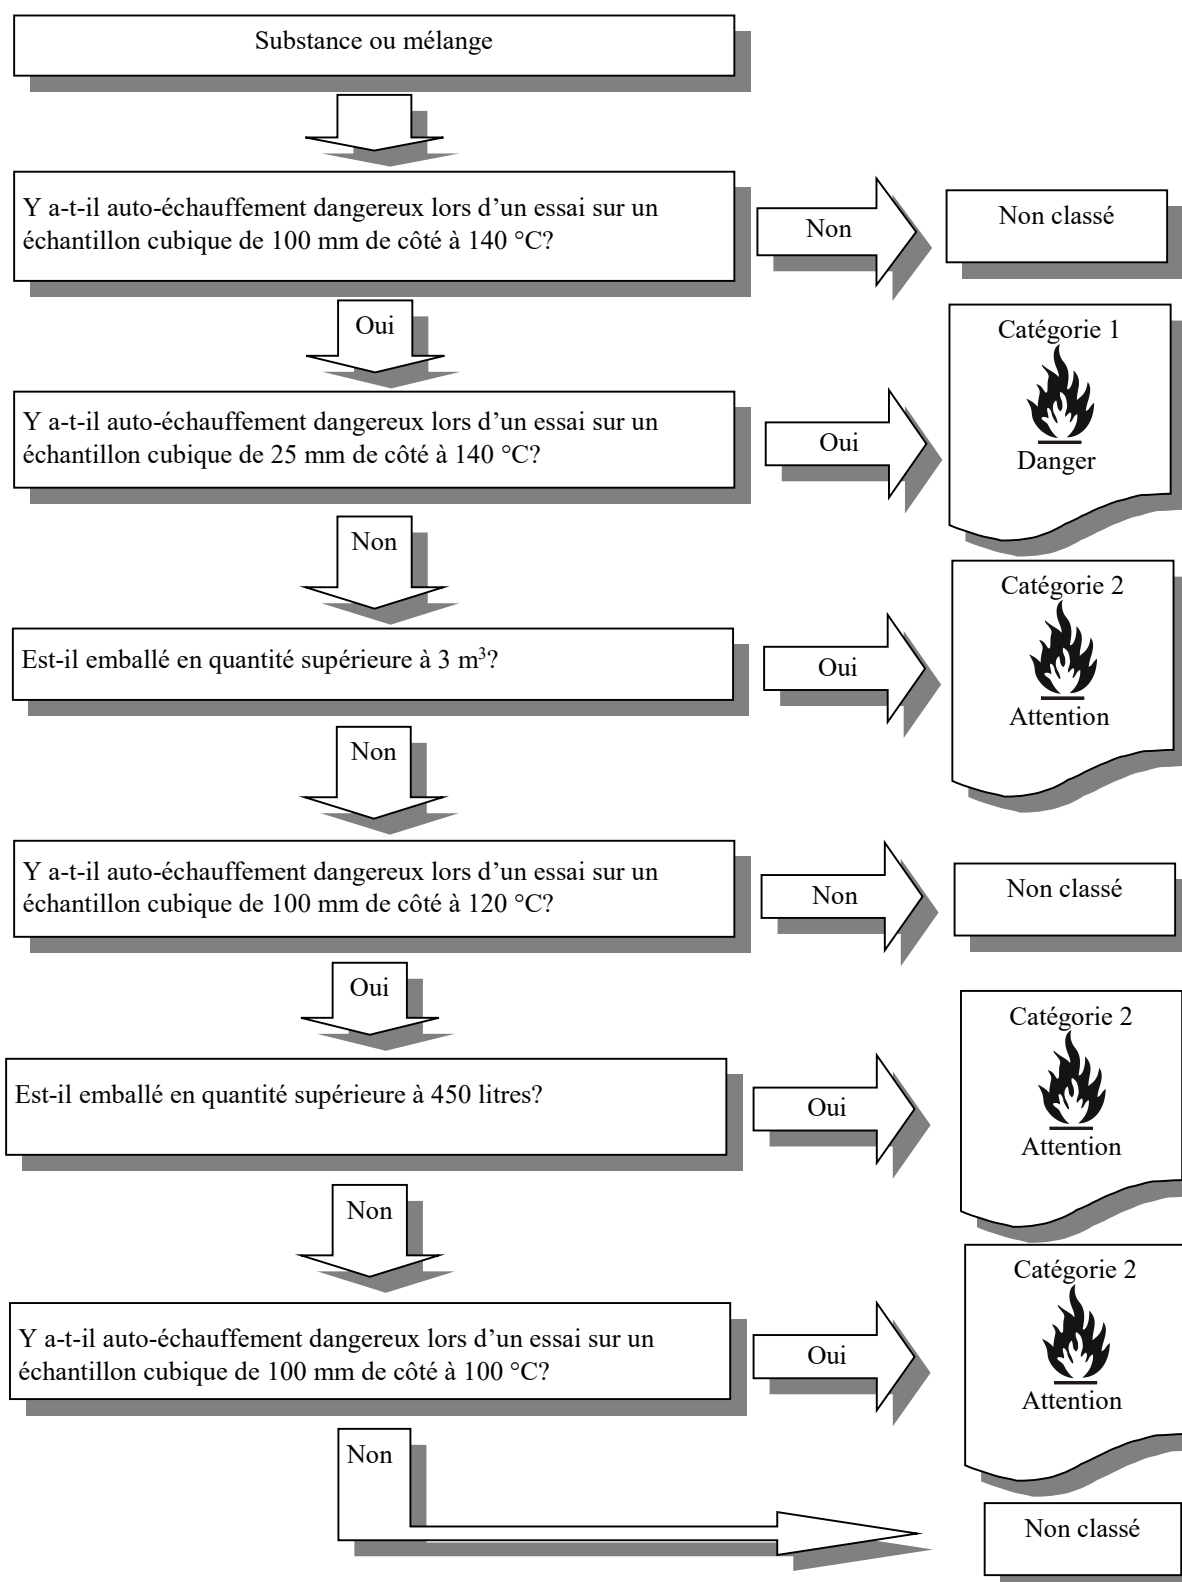 Substance ou mélange
Y a-t-il auto-échauffement dangereux lors d’un essai sur un
échantillon cubique de 100 mm de côté à 140 °C?
Non
Non classé
Oui
Catégorie 1
Danger
Y a-t-il auto-échauffement dangereux lors d’un essai sur un
échantillon cubique de 25 mm de côté à 140 °C?
Oui
Non
Catégorie 2
Attention
Est-il emballé en quantité supérieure à 3 m³?
Oui
Non
Y a-t-il auto-échauffement dangereux lors d’un essai sur un
échantillon cubique de 100 mm de côté à 120 °C?
Non
Non classé
Oui
Catégorie 2
Attention
Est-il emballé en quantité supérieure à 450 litres?
Oui
Non
Catégorie 2
Attention
Y a-t-il auto-échauffement dangereux lors d’un essai sur un
échantillon cubique de 100 mm de côté à 100 °C?
Oui
Non
Non classé